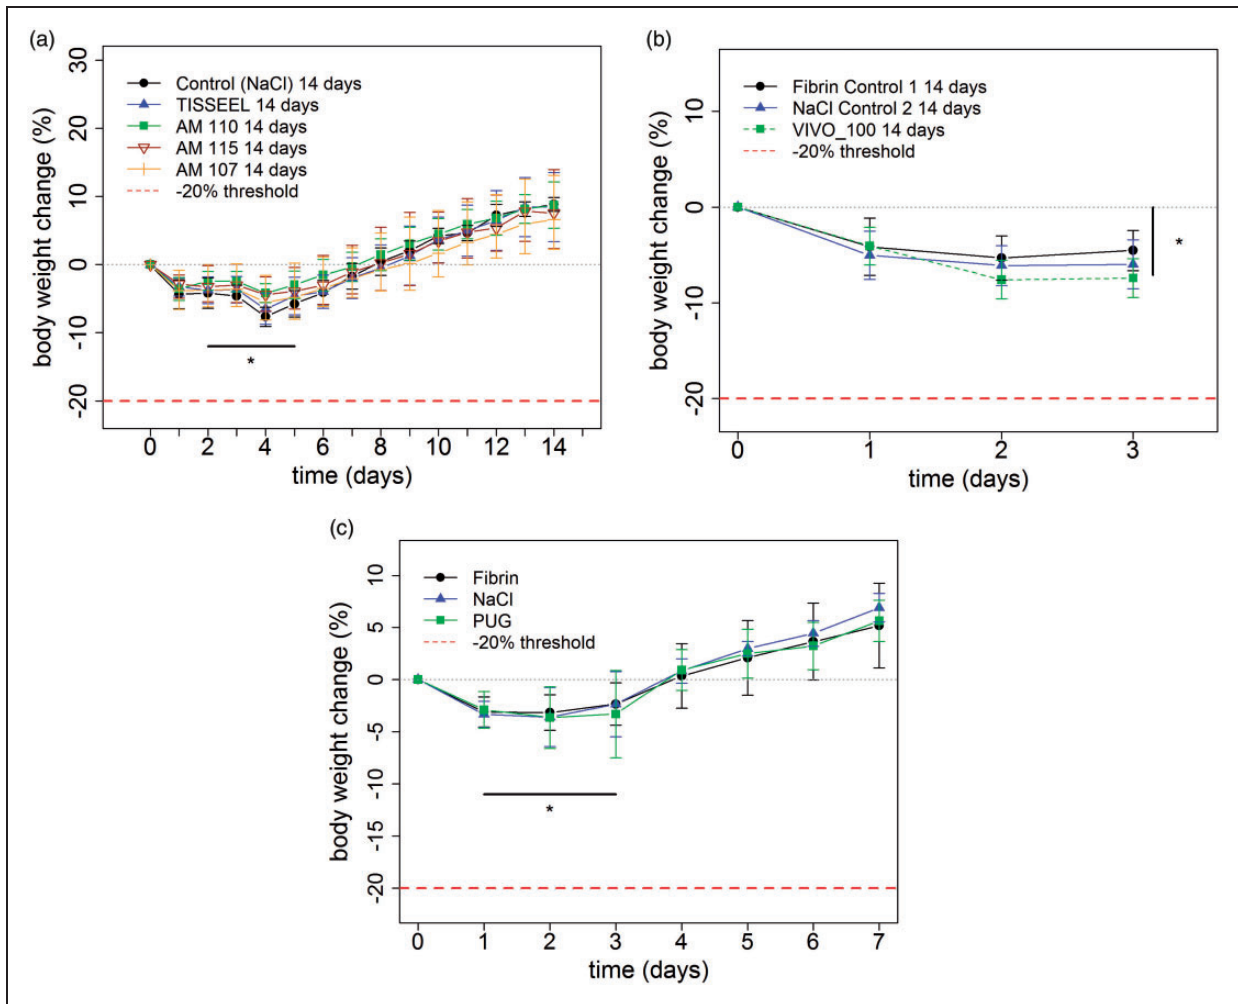 (a)
30
20
10
0
-10
-20
body weight change (%)
Control (NaCl) 14 days
TISSEEL 14 days
AM 110 14 days
AM 115 14 days
AM 107 14 days
-20% threshold
*
0 2 4 6 8 10 12 14
time (days)
(b)
10
0
-10
-20
body weight change (%)
Fibrin Control 1 14 days
NaCl Control 2 14 days
VIVO_100 14 days
-20% threshold
*
0 1 2 3
time (days)
(c)
10
5
0
-5
-10
-15
-20
body weight change (%)
Fibrin
NaCl
PUG
-20% threshold
*
0 1 2 3 4 5 6 7
time (days)